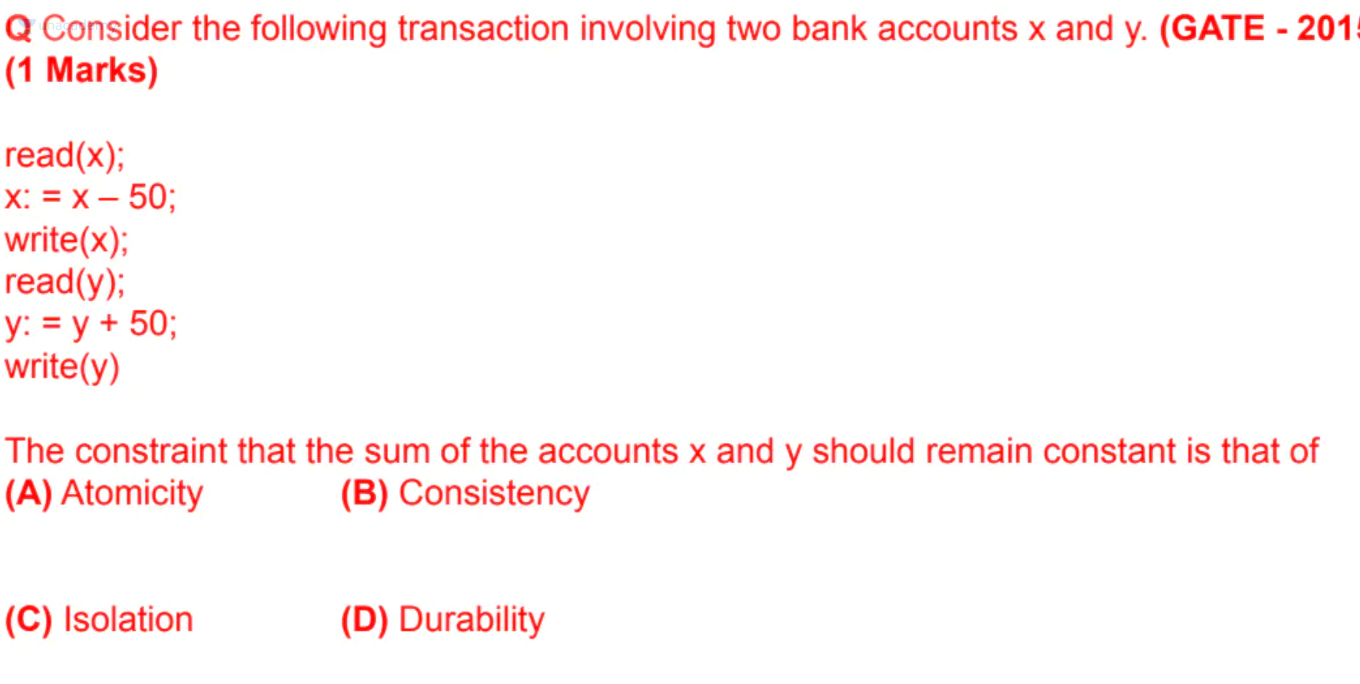 Q Consider the following transaction involving two bank accounts x and y. (GATE - 201
(1 Marks)
read(x);
x: = x – 50;
write(x);
read(y);
y: = y + 50;
write(y)
The constraint that the sum of the accounts x and y should remain constant is that of
(A) Atomicity (B) Consistency
(C) Isolation (D) Durability